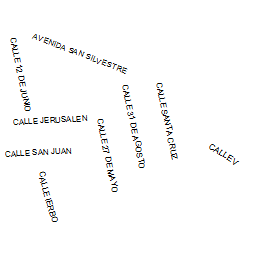 AVENIDA SAN SILVESTRE
CALLE 12 DE JUNIO
CALLE 31 DE AGOSTO
CALLE SANTA CRUZ
CALLE JERUSALEN
CALLE 27 DE MAYO
CALLE SAN JUAN
CALLEV
CALLE IERBO